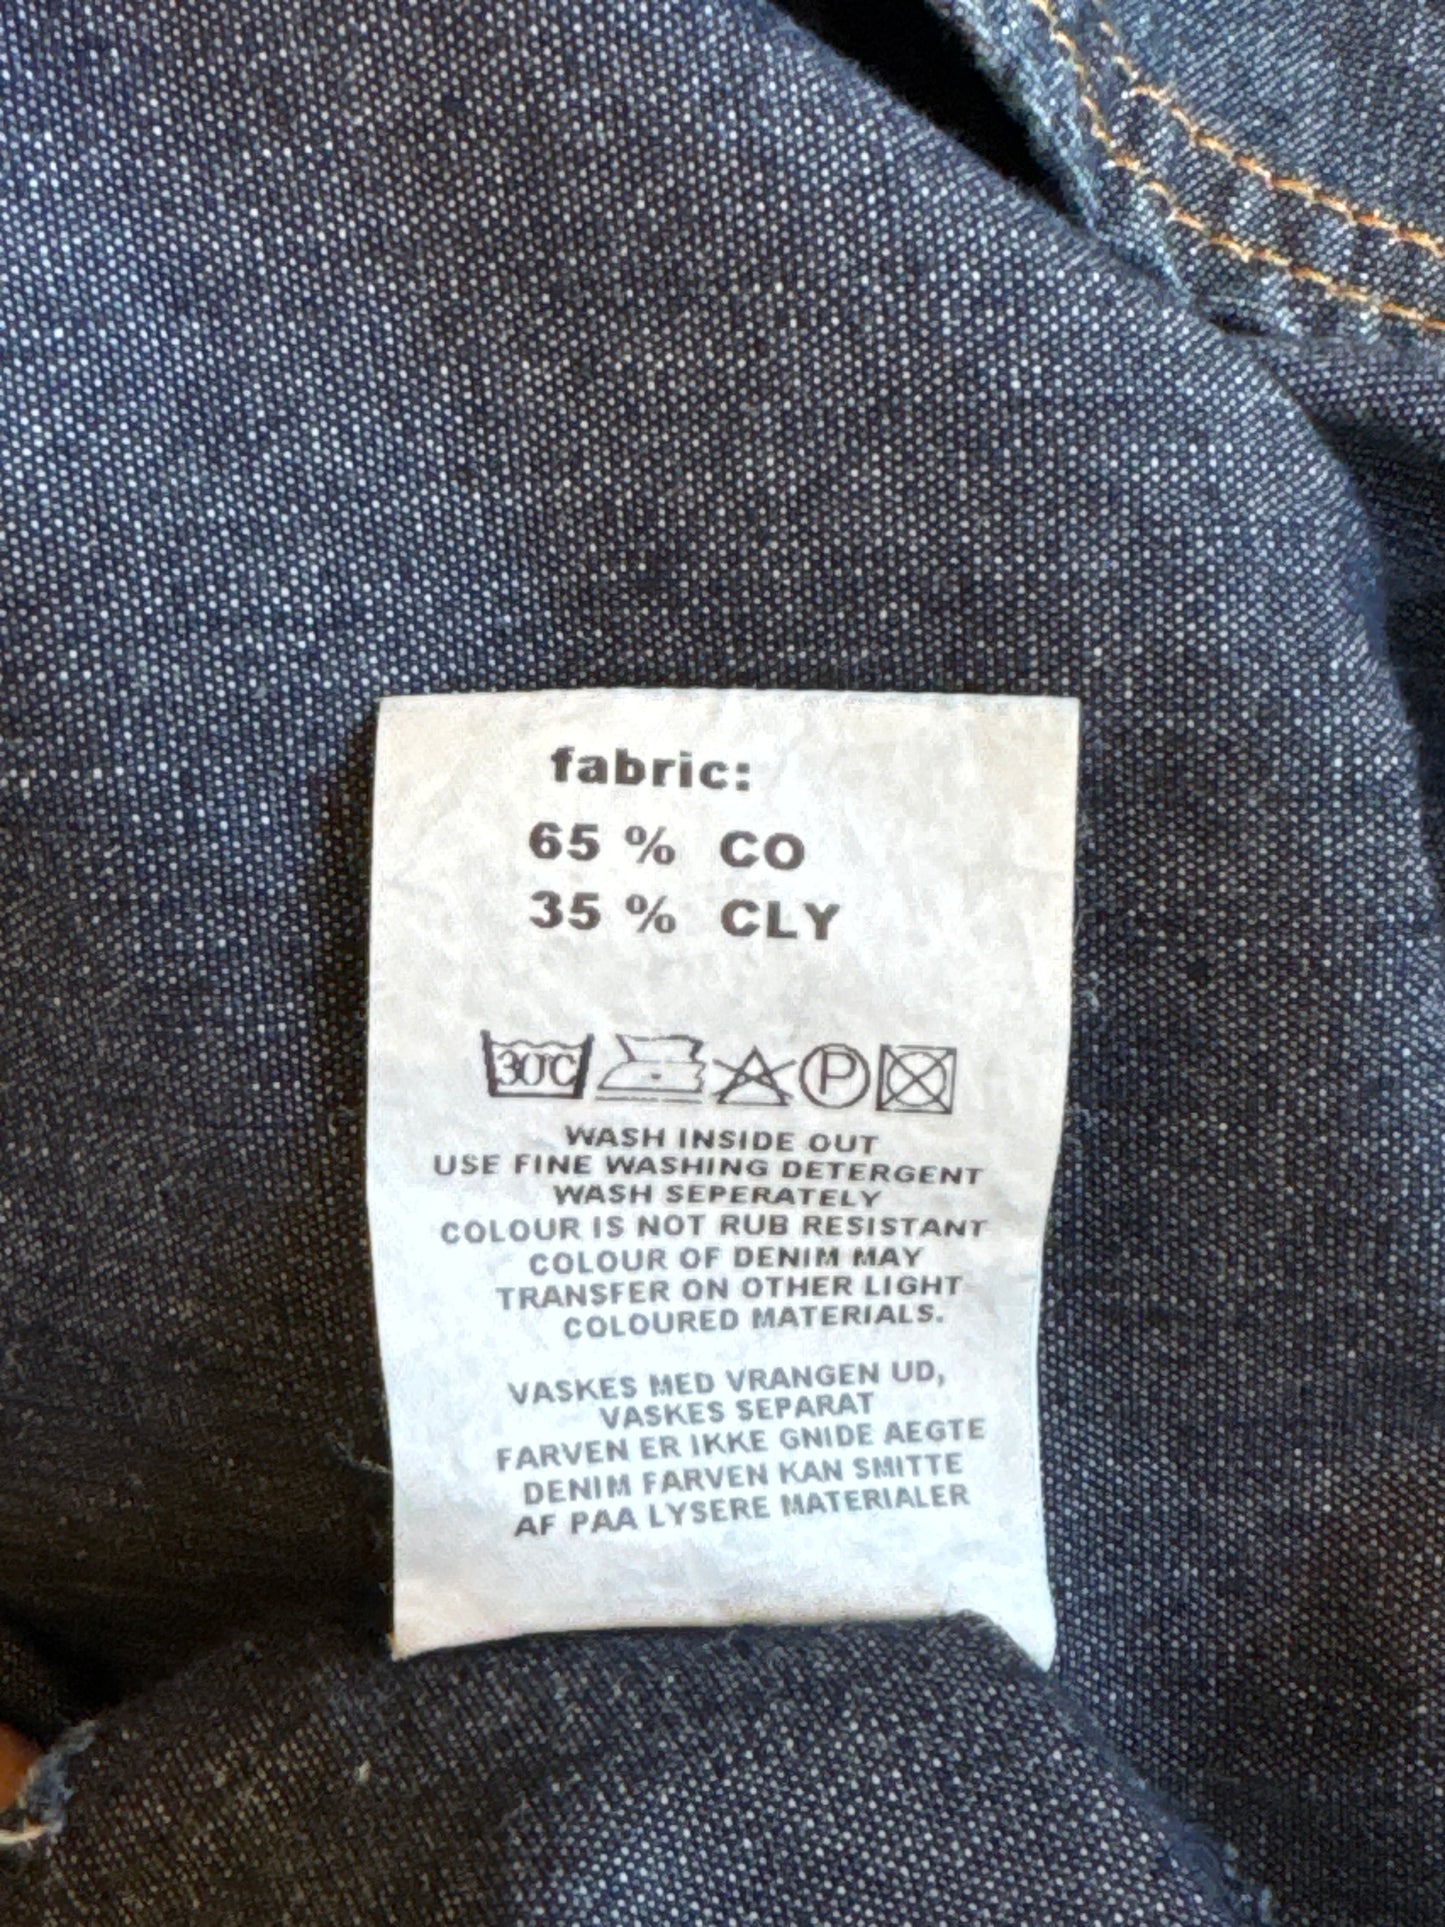 fabric:
65 % CO
35 % CLY
30°C P
WASH INSIDE OUT
USE FINE WASHING DETERGENT
WASH SEPERATELY
COLOUR IS NOT RUB RESISTANT
COLOUR OF DENIM MAY
TRANSFER ON OTHER LIGHT
COLOURED MATERIALS.
VASKES MED VRANGEN UD,
VASKES SEPARAT
FARVEN ER IKKE GNIDE AEGTE
DENIM FARVEN KAN SMITTE
AF PAA LYSERE MATERIALER